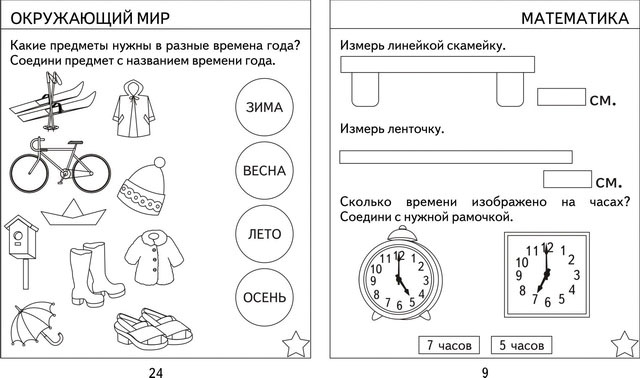 ОКРУЖАЮЩИЙ МИР
Какие предметы нужны в разные времена года?
Соедини предмет с названием времени года.
ЗИМА
ВЕСНА
ЛЕТО
ОСЕНЬ
24
МАТЕМАТИКА
Измерь линейкой скамейку.
см.
Измерь ленточку.
см.
Сколько времени изображено на часах?
Соедини с нужной рамочкой.
12 1 2 3 4 5 6 7 8 9 10 11
12 1 2 3 4 5 6 7 8 9 10 11
7 часов 5 часов
9